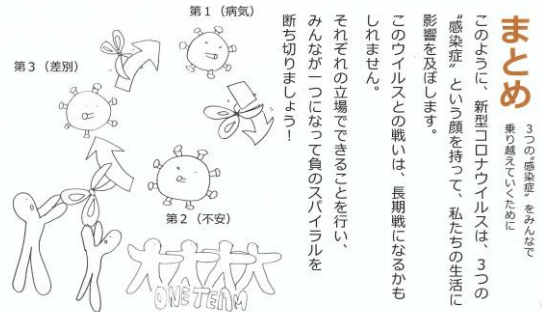 まとめ
3つの“感染症”をみんなで
乗り越えていくために
このように、新型コロナウイルスは、3つの
“感染症”という顔を持って、私たちの生活に
影響を及ぼします。
このウイルスとの戦いは、長期戦になるかも
しれません。
それぞれの立場でできることを行い、
みんなが一つになって負のスパイラルを
断ち切りましょう！
第1（病気）
第3（差別）
第2（不安）
ONE TEAM